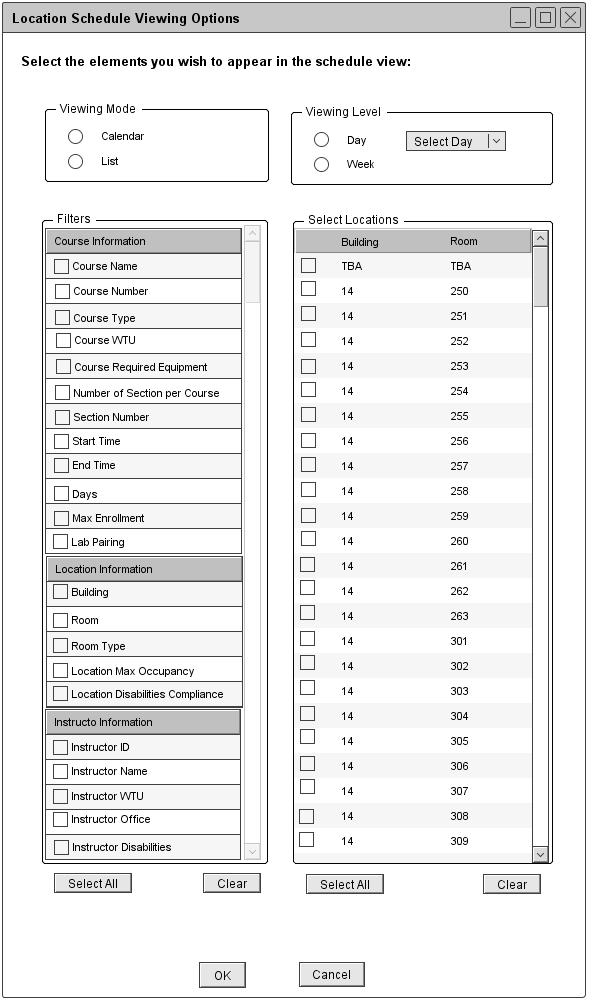 Location Schedule Viewing Options
Select the elements you wish to appear in the schedule view:
Viewing Mode
Calendar
List
Viewing Level
Day
Select Day
Week
Filters
Course Information
Course Name
Course Number
Course Type
Course WTU
Course Required Equipment
Number of Section per Course
Section Number
Start Time
End Time
Days
Max Enrollment
Lab Pairing
Location Information
Building
Room
Room Type
Location Max Occupancy
Location Disabilities Compliance
Instructo Information
Instructor ID
Instructor Name
Instructor WTU
Instructor Office
Instructor Disabilities
Select All
Clear
Select Locations
Building Room
TBA TBA
14 250
14 251
14 252
14 253
14 254
14 255
14 256
14 257
14 258
14 259
14 260
14 261
14 262
14 263
14 301
14 302
14 303
14 304
14 305
14 306
14 307
14 308
14 309
Select All
Clear
OK
Cancel